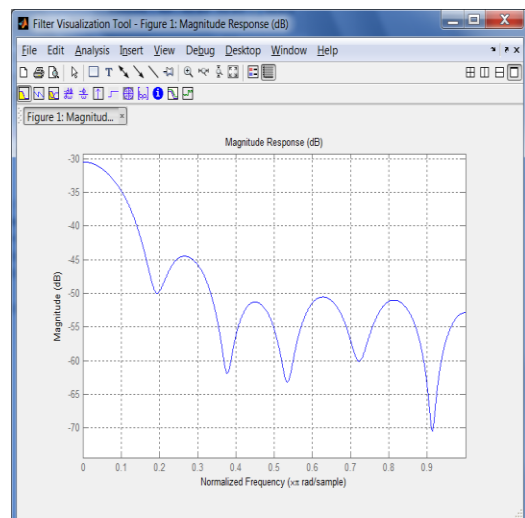 Filter Visualization Tool - Figure 1: Magnitude Response (dB)
File Edit Analysis Insert View Debug Desktop Window Help
Figure 1: Magnitud...
Magnitude Response (dB)
Magnitude (dB)
-30
-35
-40
-45
-50
-55
-60
-65
-70
0 0.1 0.2 0.3 0.4 0.5 0.6 0.7 0.8 0.9
Normalized Frequency (×π rad/sample)